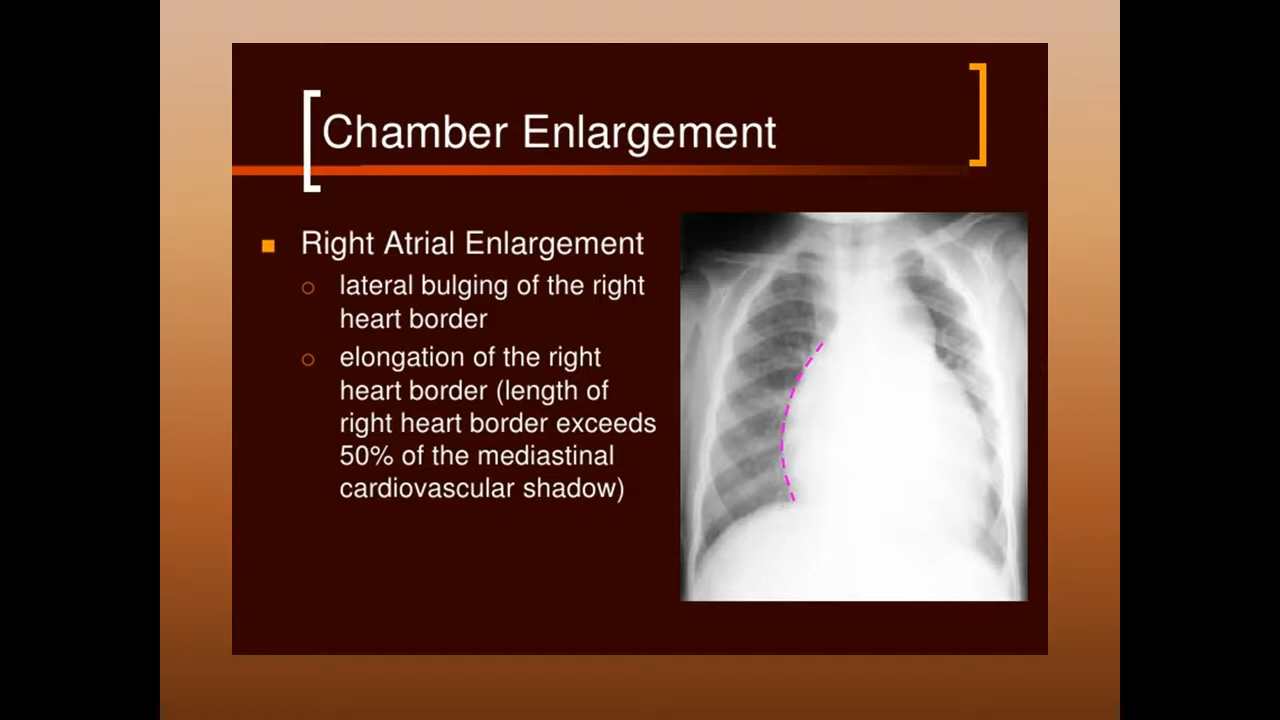 Chamber Enlargement
Right Atrial Enlargement
lateral bulging of the right
heart border
elongation of the right
heart border (length of
right heart border exceeds
50% of the mediastinal
cardiovascular shadow)